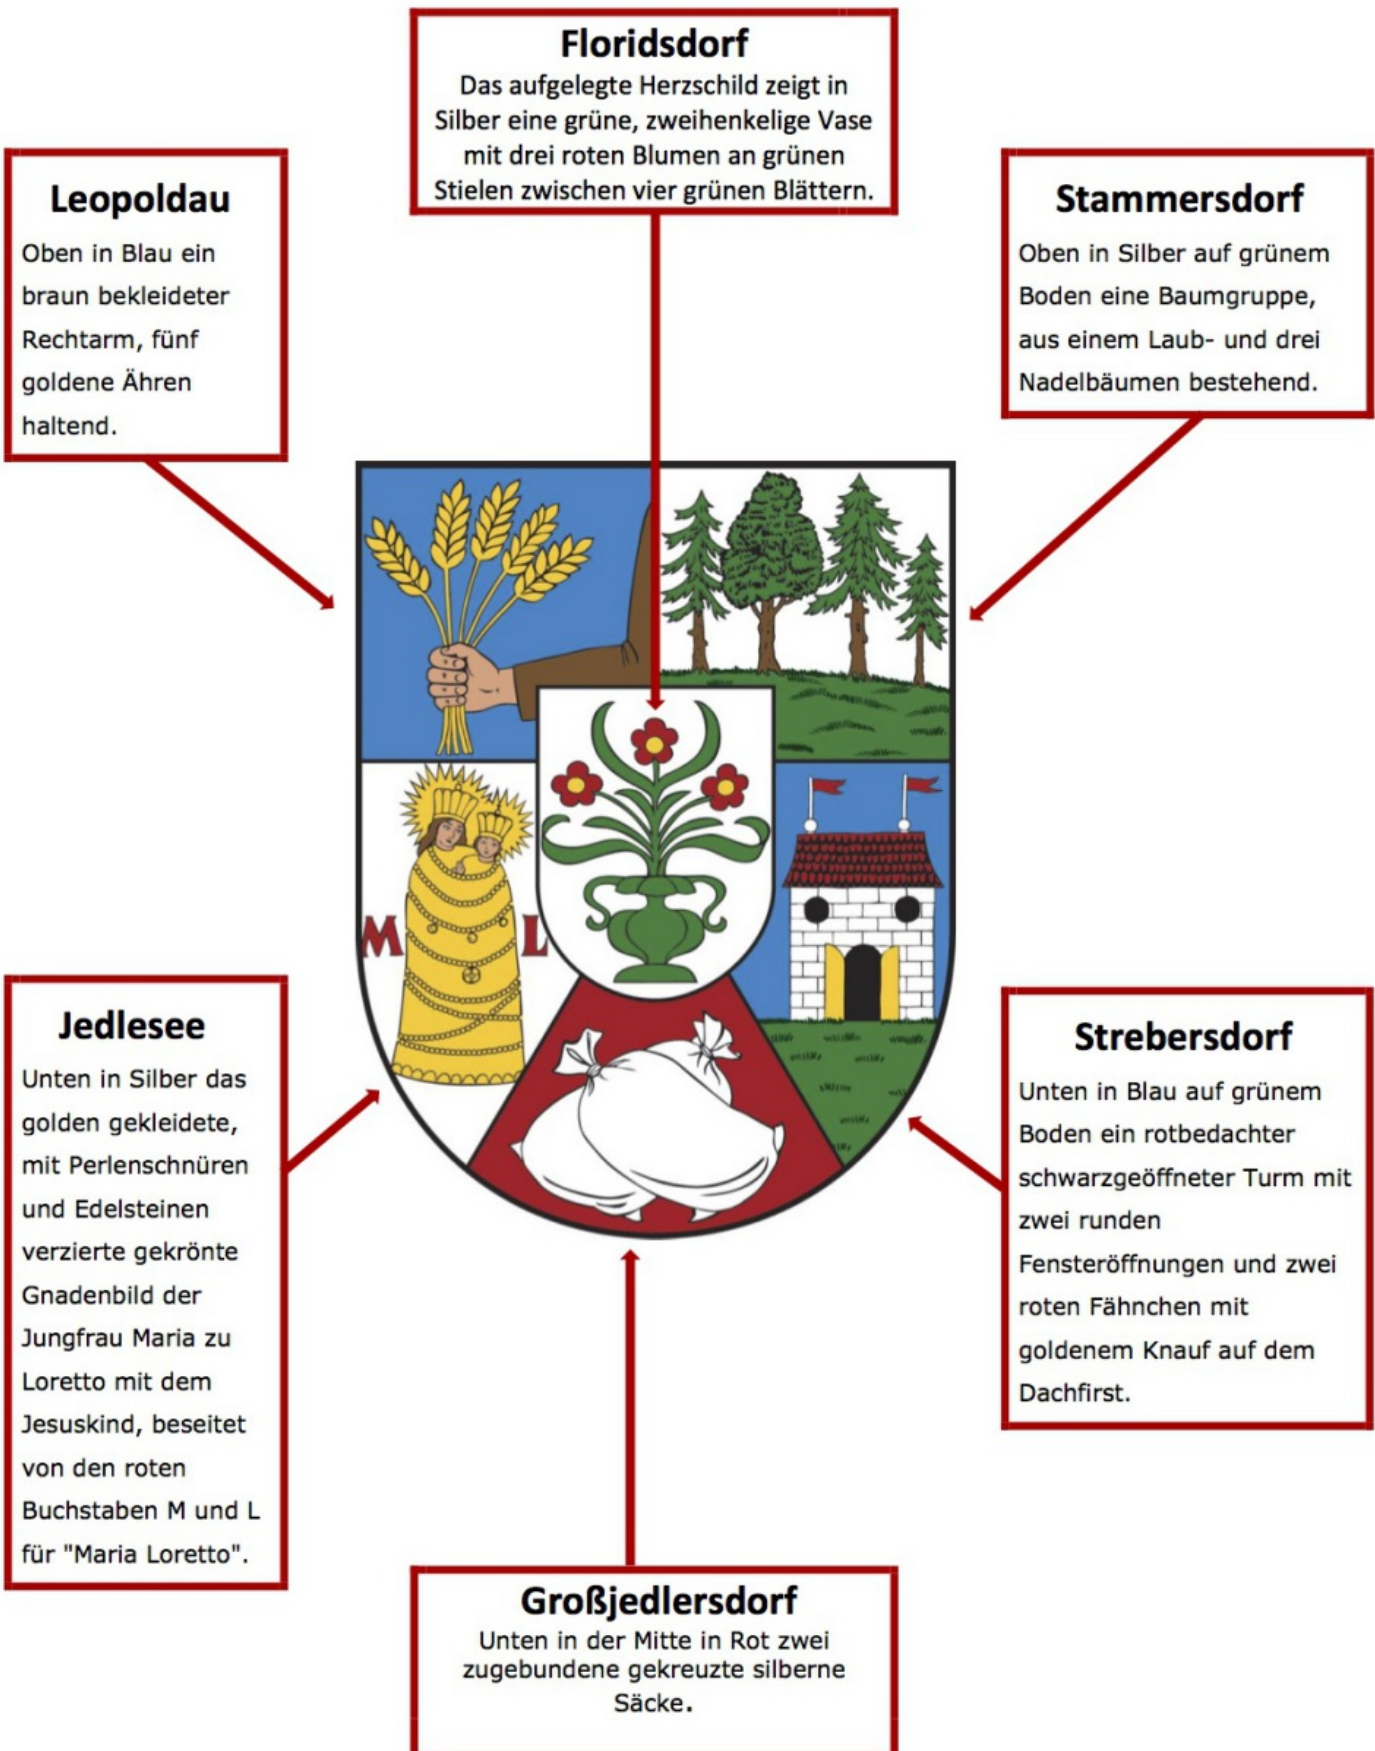 Floridsdorf
Das aufgelegte Herzschild zeigt in
Silber eine grüne, zweihenkelige Vase
mit drei roten Blumen an grünen
Stielen zwischen vier grünen Blättern.
Leopoldau
Oben in Blau ein
braun bekleideter
Rechtarm, fünf
goldene Ähren
haltend.
Stammersdorf
Oben in Silber auf grünem
Boden eine Baumgruppe,
aus einem Laub- und drei
Nadelbäumen bestehend.
M L
Jedlesee
Unten in Silber das
golden gekleidete,
mit Perlenschnüren
und Edelsteinen
verzierte gekrönte
Gnadenbild der
Jungfrau Maria zu
Loretto mit dem
Jesuskind, beseitet
von den roten
Buchstaben M und L
für "Maria Loretto".
Strebersdorf
Unten in Blau auf grünem
Boden ein rotbedachter
schwarzgeöffneter Turm mit
zwei runden
Fensteröffnungen und zwei
roten Fähnchen mit
goldenem Knauf auf dem
Dachfirst.
Großjedlersdorf
Unten in der Mitte in Rot zwei
zugebundene gekreuzte silberne
Säcke.